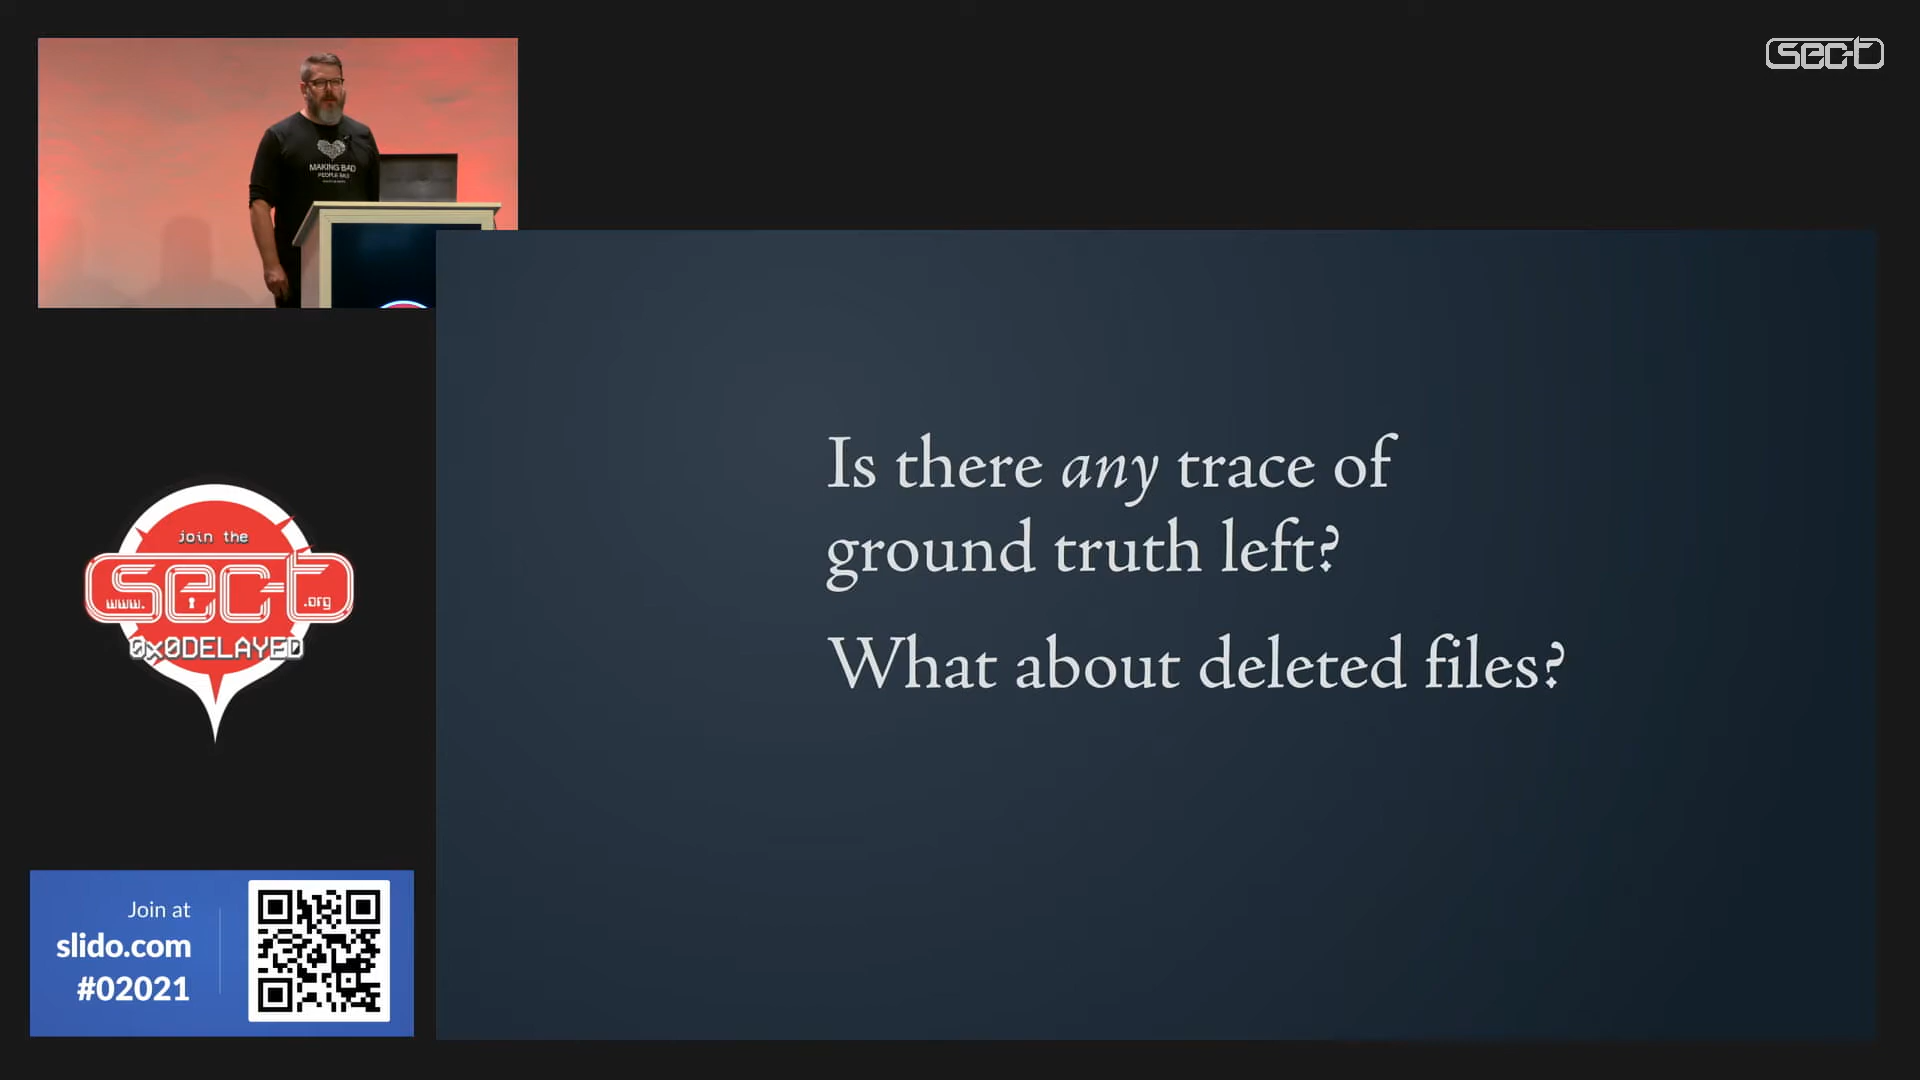 sec-t
MAKING BAD
Is there any trace of
ground truth left?
What about deleted files?
join the
www.
sec-t
.org
0x0DELAYED
Join at
slido.com
#02021